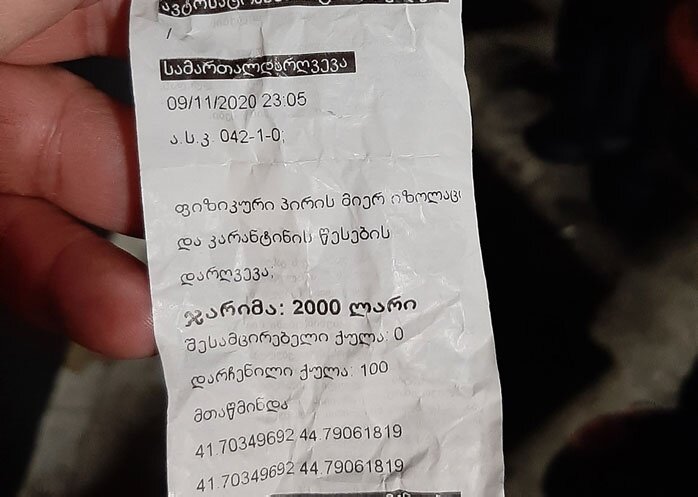 /
სამართალდარღვევა
09/11/2020 23:05
ა.ს.კ. 042-1-0;
ფიზიკური პირის მიერ იზოლაცი
და კარანტინის წესების
დარღვევა;
ჯარიმა: 2000 ლარი
შესამცირებელი ქულა: 0
დარჩენილი ქულა: 100
მთაწმინდა
41.70349692 44.79061819
41.70349692 44.79061819